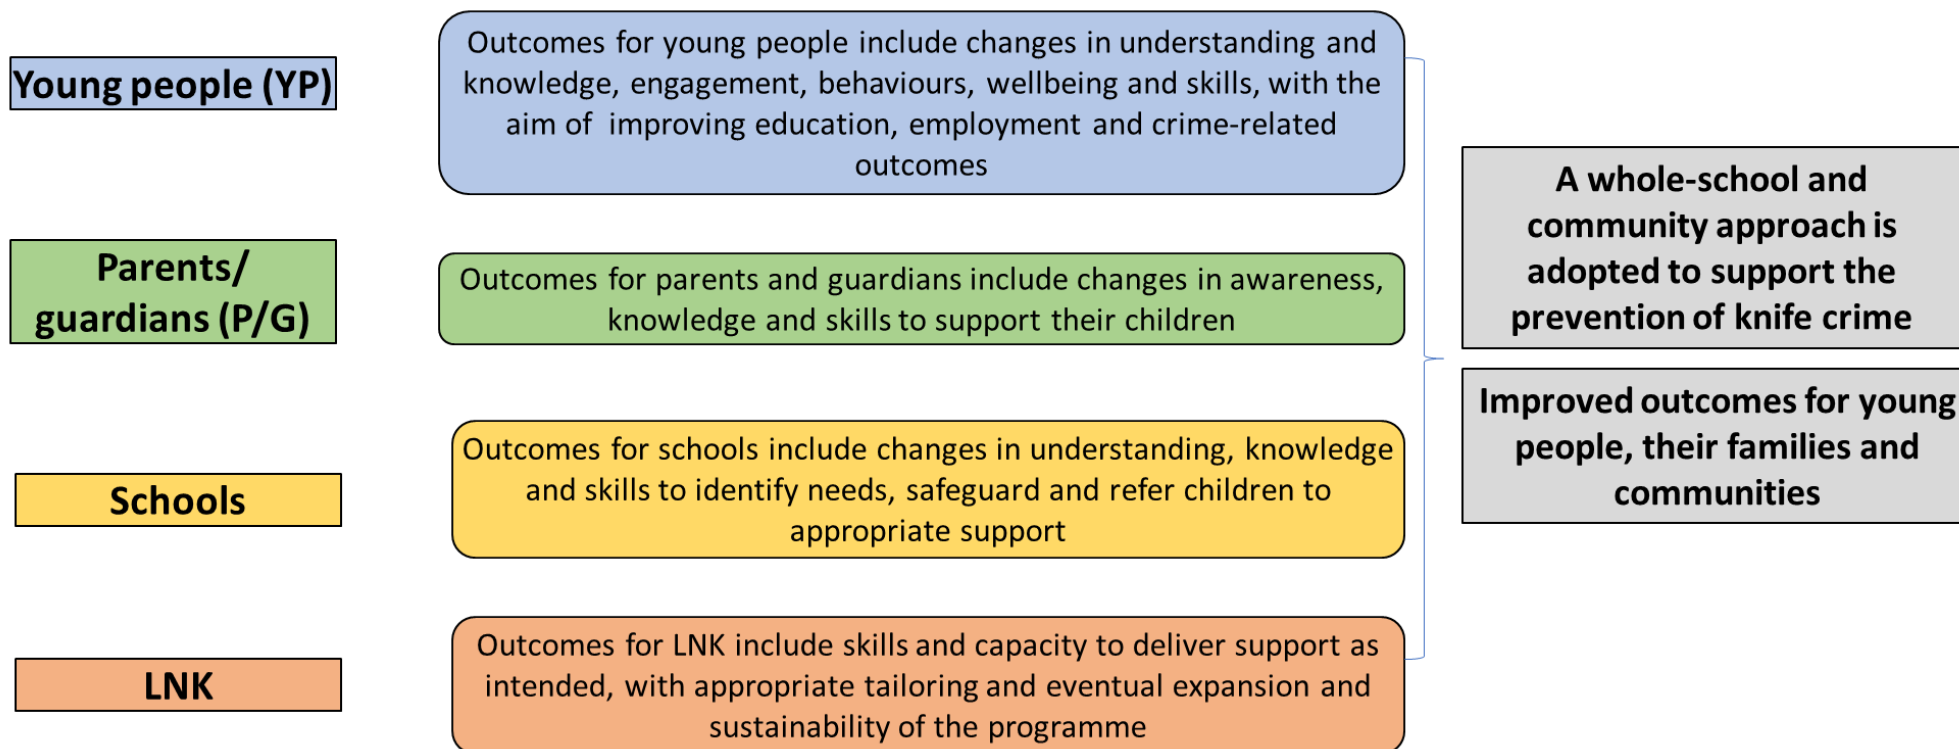 Young people (YP)
Outcomes for young people include changes in understanding and
knowledge, engagement, behaviours, wellbeing and skills, with the
aim of improving education, employment and crime-related
outcomes
Parents/
guardians (P/G)
Outcomes for parents and guardians include changes in awareness,
knowledge and skills to support their children
Schools
Outcomes for schools include changes in understanding, knowledge
and skills to identify needs, safeguard and refer children to
appropriate support
LNK
Outcomes for LNK include skills and capacity to deliver support as
intended, with appropriate tailoring and eventual expansion and
sustainability of the programme
A whole-school and
community approach is
adopted to support the
prevention of knife crime
Improved outcomes for young
people, their families and
communities